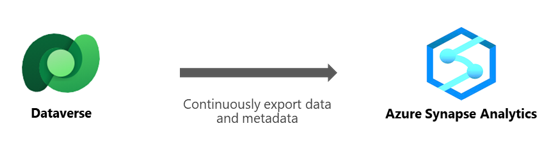 Dataverse
Continuously export data
and metadata
Azure Synapse Analytics